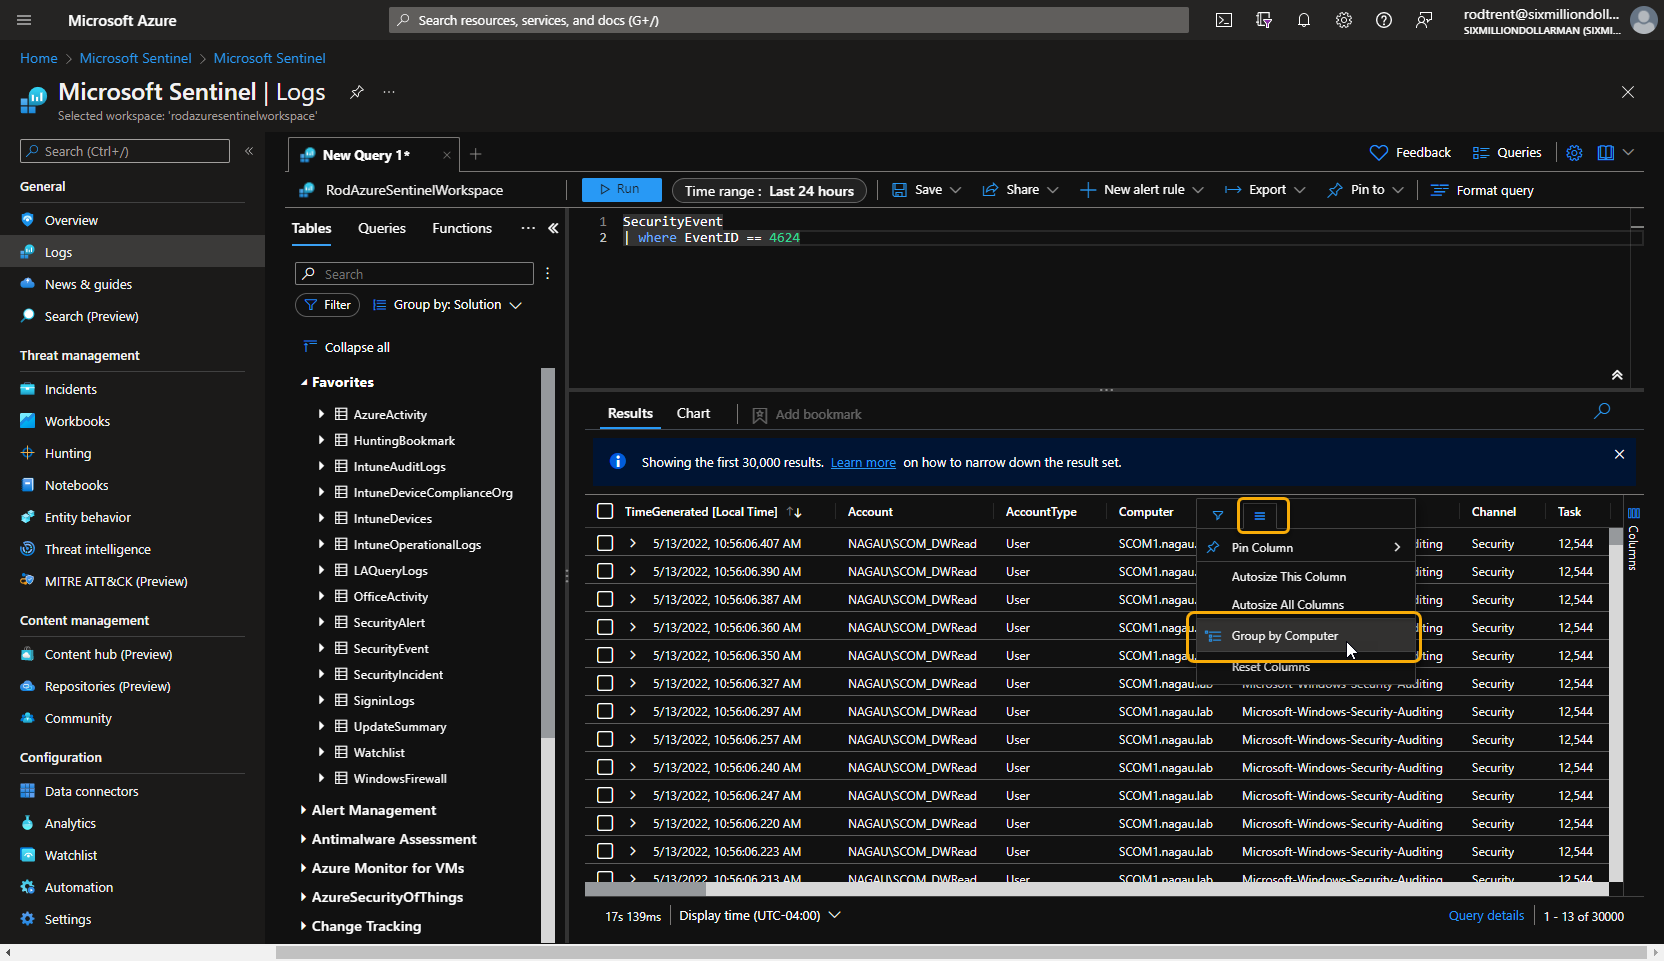 Microsoft Azure
Search resources, services, and docs (G+/)
rodtrent@sixmilliondoll...
SIXMILLIONDOLLARMAN (SIXMI...
Home > Microsoft Sentinel > Microsoft Sentinel
Microsoft Sentinel | Logs ...
Selected workspace: 'rodazuresentinelworkspace'
Search (Ctrl+/)
General
Overview
Logs
News & guides
Search (Preview)
Threat management
Incidents
Workbooks
Hunting
Notebooks
Entity behavior
Threat intelligence
MITRE ATT&CK (Preview)
Content management
Content hub (Preview)
Repositories (Preview)
Community
Configuration
Data connectors
Analytics
Watchlist
Automation
Settings
New Query 1*
Feedback
Queries
RodAzureSentinelWorkspace
Run
Time range : Last 24 hours
Save
Share
New alert rule
Export
Pin to
Format query
Tables Queries Functions ...
Search
Filter
Group by: Solution
Collapse all
Favorites
AzureActivity
HuntingBookmark
IntuneAuditLogs
IntuneDeviceComplianceOrg
IntuneDevices
IntuneOperationalLogs
LAQueryLogs
OfficeActivity
SecurityAlert
SecurityEvent
SecurityIncident
SigninLogs
UpdateSummary
Watchlist
WindowsFirewall
Alert Management
Antimalware Assessment
Azure Monitor for VMs
AzureSecurityOfThings
Change Tracking
1 SecurityEvent
2 | where EventID == 4624
Results Chart Add bookmark
Showing the first 30,000 results. Learn more on how to narrow down the result set.
TimeGenerated [Local Time] Account AccountType Computer Channel Task
5/13/2022, 10:56:06.407 AM NAGAU\SCOM_DWRead User SCOM1.nagau. diting Security 12,544
5/13/2022, 10:56:06.390 AM NAGAU\SCOM_DWRead User SCOM1.nagau. diting Security 12,544
5/13/2022, 10:56:06.387 AM NAGAU\SCOM_DWRead User SCOM1.nagau. diting Security 12,544
5/13/2022, 10:56:06.360 AM NAGAU\SCOM_DWRead User SCOM1.nagau diting Security 12,544
5/13/2022, 10:56:06.350 AM NAGAU\SCOM_DWRead User SCOM1.naga diting Security 12,544
5/13/2022, 10:56:06.327 AM NAGAU\SCOM_DWRead User SCOM1.nagau.lab Microsoft-Windows-Security-Auditing Security 12,544
5/13/2022, 10:56:06.297 AM NAGAU\SCOM_DWRead User SCOM1.nagau.lab Microsoft-Windows-Security-Auditing Security 12,544
5/13/2022, 10:56:06.257 AM NAGAU\SCOM_DWRead User SCOM1.nagau.lab Microsoft-Windows-Security-Auditing Security 12,544
5/13/2022, 10:56:06.240 AM NAGAU\SCOM_DWRead User SCOM1.nagau.lab Microsoft-Windows-Security-Auditing Security 12,544
5/13/2022, 10:56:06.247 AM NAGAU\SCOM_DWRead User SCOM1.nagau.lab Microsoft-Windows-Security-Auditing Security 12,544
5/13/2022, 10:56:06.220 AM NAGAU\SCOM_DWRead User SCOM1.nagau.lab Microsoft-Windows-Security-Auditing Security 12,544
5/13/2022, 10:56:06.223 AM NAGAU\SCOM_DWRead User SCOM1.nagau.lab Microsoft-Windows-Security-Auditing Security 12,544
5/13/2022, 10:56:06.213 AM NAGAU\SCOM_DWRead User SCOM1.nagau.lab Microsoft-Windows-Security-Auditing Security 12,544
Pin Column
Autosize This Column
Autosize All Columns
Group by Computer
Reset Columns
Columns
17s 139ms
Display time (UTC-04:00)
Query details
1 - 13 of 30000